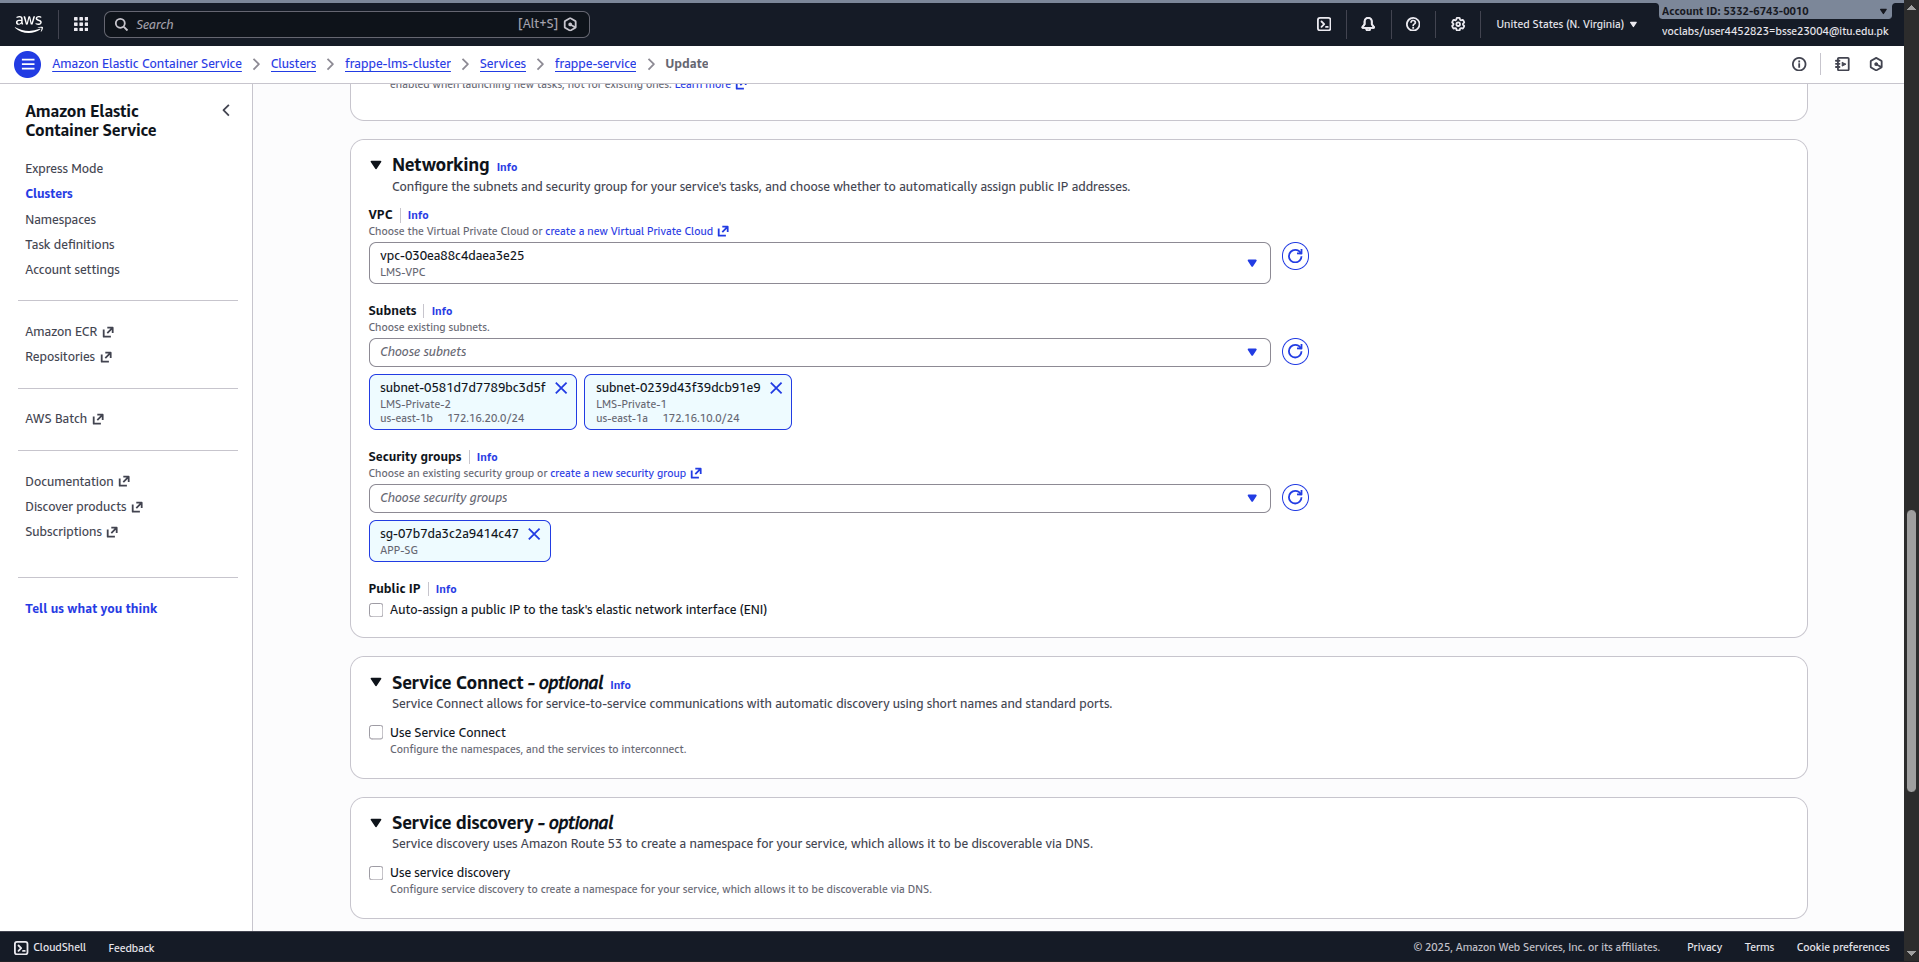 aws
Search
[Alt+S]
United States (N. Virginia)
Account ID: 5332-6743-0010
voclabs/user4452823=bsse23004@itu.edu.pk
Amazon Elastic Container Service > Clusters > frappe-lms-cluster > Services > frappe-service > Update
Amazon Elastic
Container Service
Express Mode
Clusters
Namespaces
Task definitions
Account settings
Amazon ECR
Repositories
AWS Batch
Documentation
Discover products
Subscriptions
Tell us what you think
enabled when launching new tasks, not for existing ones. Learn more
Networking Info
Configure the subnets and security group for your service's tasks, and choose whether to automatically assign public IP addresses.
VPC | Info
Choose the Virtual Private Cloud or create a new Virtual Private Cloud
vpc-030ea88c4daea3e25
LMS-VPC
Subnets | Info
Choose existing subnets.
Choose subnets
subnet-0581d7d7789bc3d5f
LMS-Private-2
us-east-1b 172.16.20.0/24
subnet-0239d43f39dcb91e9
LMS-Private-1
us-east-1a 172.16.10.0/24
Security groups | Info
Choose an existing security group or create a new security group
Choose security groups
sg-07b7da3c2a9414c47
APP-SG
Public IP | Info
Auto-assign a public IP to the task's elastic network interface (ENI)
Service Connect - optional Info
Service Connect allows for service-to-service communications with automatic discovery using short names and standard ports.
Use Service Connect
Configure the namespaces, and the services to interconnect.
Service discovery - optional
Service discovery uses Amazon Route 53 to create a namespace for your service, which allows it to be discoverable via DNS.
Use service discovery
Configure service discovery to create a namespace for your service, which allows it to be discoverable via DNS.
CloudShell
Feedback
© 2025, Amazon Web Services, Inc. or its affiliates.
Privacy
Terms
Cookie preferences